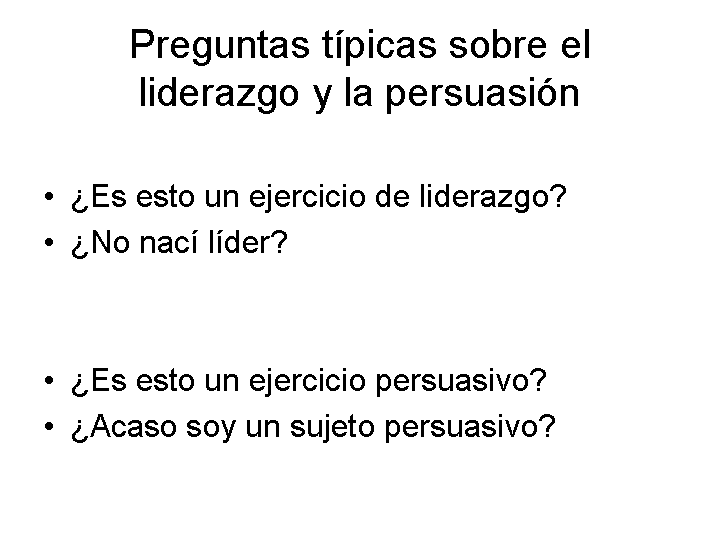 Preguntas típicas sobre el
liderazgo y la persuasión
• ¿Es esto un ejercicio de liderazgo?
• ¿No nací líder?
• ¿Es esto un ejercicio persuasivo?
• ¿Acaso soy un sujeto persuasivo?